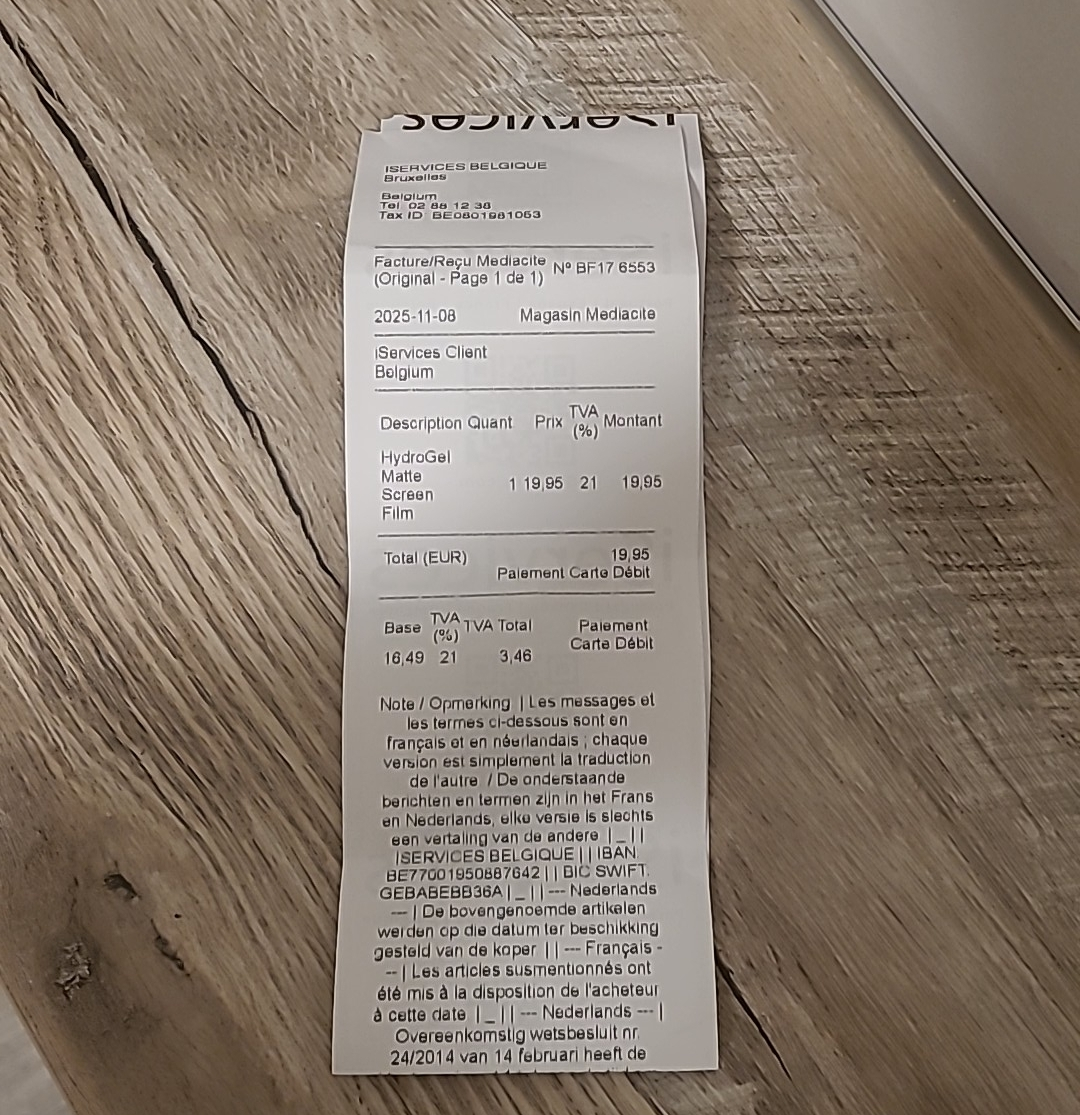 iServices
ISERVICES BELGIQUE
Bruxelles
Belgium
Tel. 02 88 12 38
Tax ID BE0801981063
Facture/Reçu Mediacite Nº BF17 6553
(Original - Page 1 de 1)
2025-11-08 Magasin Mediacite
iServices Client
Belgium
Description Quant Prix TVA (%) Montant
HydroGel
Matte
Screen 1 19,95 21 19,95
Film
Total (EUR) 19,95
Paiement Carte Débit
Base TVA (%) TVA Total Paiement
Carte Débit
16,49 21 3,46
Note / Opmerking | Les messages et
les termes ci-dessous sont en
français et en néerlandais ; chaque
version est simplement la traduction
de l'autre / De onderstaande
berichten en termen zijn in het Frans
en Nederlands, elke versie is slechts
een vertaling van de andere | _ | |
ISERVICES BELGIQUE | | IBAN.
BE77001950887642 | | BIC SWIFT.
GEBABEBB36A | _ | | --- Nederlands
--- | De bovengenoemde artikelen
werden op die datum ter beschikking
gesteld van de koper | | --- Français -
-- | Les articles susmentionnés ont
été mis à la disposition de l'acheteur
à cette date | _ | | --- Nederlands --- |
Overeenkomstig wetsbesluit nr.
24/2014 van 14 februari heeft de